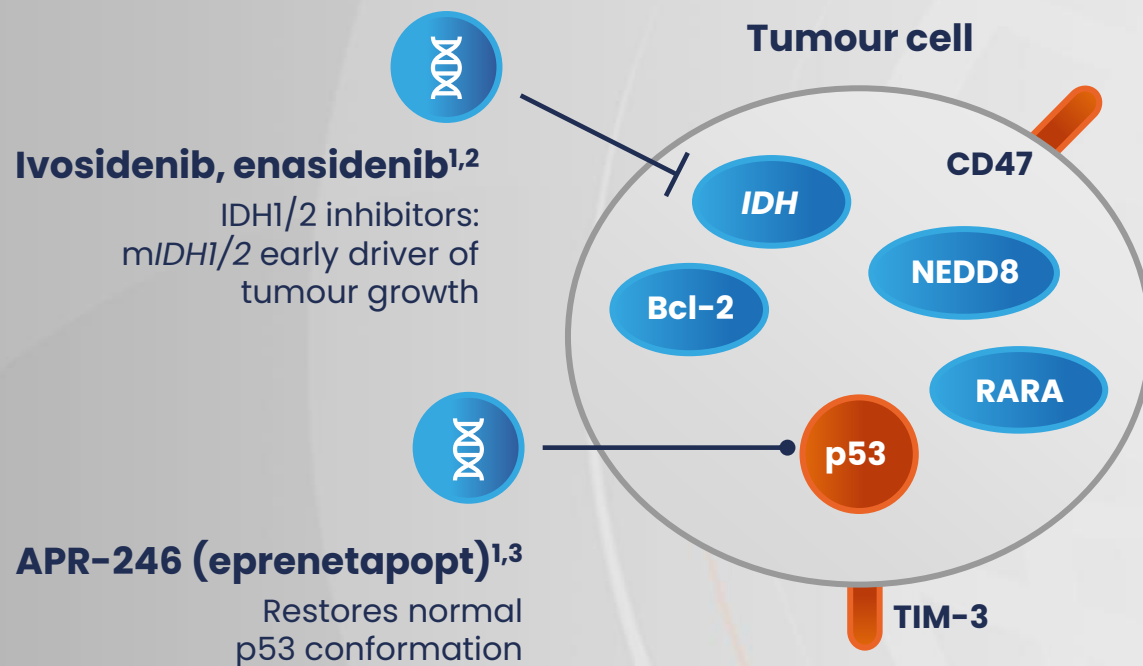 Tumour cell
CD47
Ivosidenib, enasidenib1,2
IDH1/2 inhibitors:
mIDH1/2 early driver of
tumour growth
IDH
NEDD8
Bcl-2
RARA
p53
APR-246 (eprenetapopt)1,3
Restores normal
p53 conformation
TIM-3